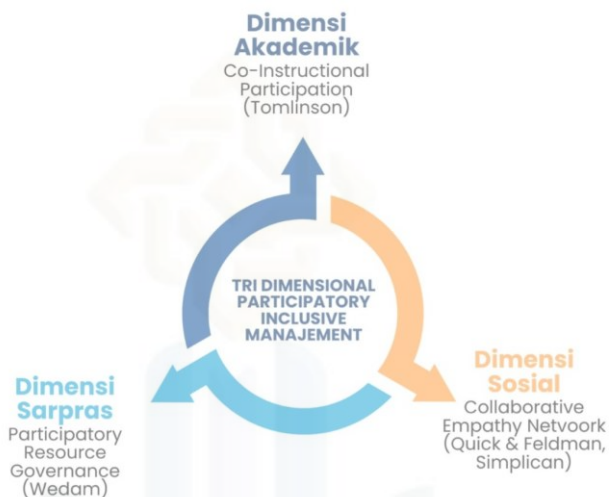 Dimensi
Akademik
Co-Instructional
Participation
(Tomlinson)
TRI DIMENSIONAL
PARTICIPATORY
INCLUSIVE
MANAJEMENT
Dimensi
Sarpras
Participatory
Resource
Governance
(Wedam)
Dimensi
Sosial
Collaborative
Empathy Netvoork
(Quick & Feldman,
Simplican)